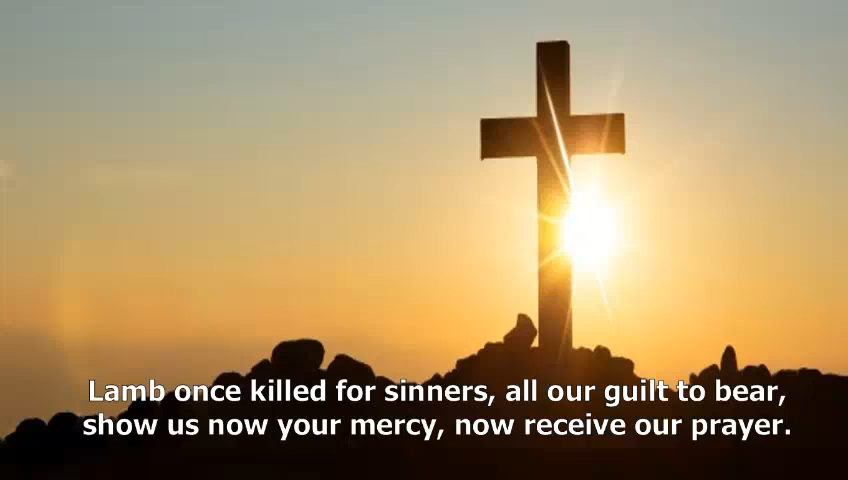 Lamb once killed for sinners, all our guilt to bear,
show us now your mercy, now receive our prayer.